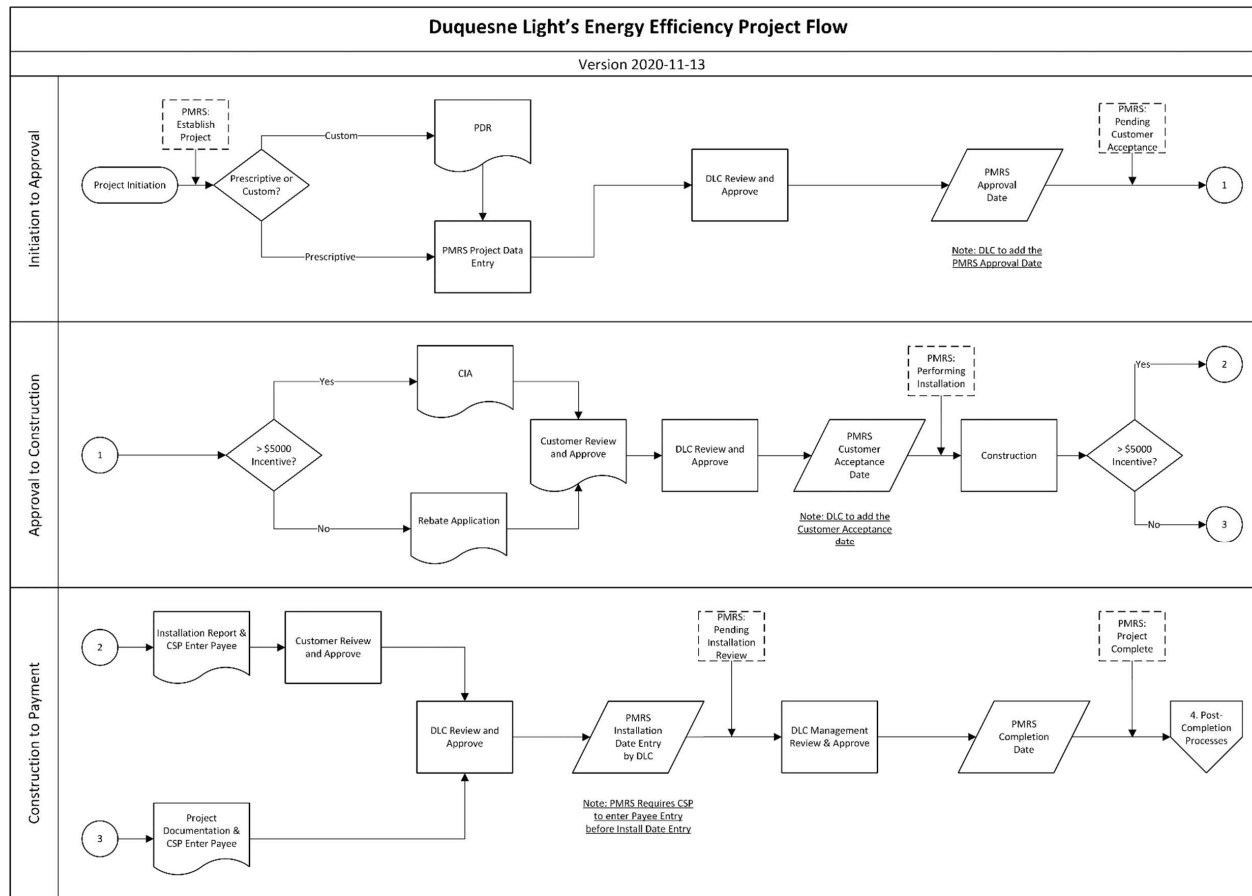 Duquesne Light's Energy Efficiency Project Flow
Version 2020-11-13
Initiation to Approval
PMRS:
Establish
Project
Project Initiation
Prescriptive or
Custom?
Custom
Prescriptive
PDR
PMRS Project Data
Entry
DLC Review and
Approve
PMRS
Approval
Date
Note: DLC to add the
PMRS Approval Date
PMRS:
Pending
Customer
Acceptance
1
Approval to Construction
1
> $5000
Incentive?
Yes
No
CIA
Rebate Application
Customer Review
and Approve
DLC Review and
Approve
PMRS
Customer
Acceptance
Date
Note: DLC to add the
Customer Acceptance
date
PMRS:
Performing
Installation
Construction
> $5000
Incentive?
Yes
No
2
3
Construction to Payment
2
Installation Report &
CSP Enter Payee
Customer Reivew
and Approve
3
Project
Documentation &
CSP Enter Payee
DLC Review and
Approve
PMRS
Installation
Date Entry
by DLC
Note: PMRS Requires CSP
to enter Payee Entry
before Install Date Entry
PMRS:
Pending
Installation
Review
DLC Management
Review & Approve
PMRS
Completion
Date
PMRS:
Project
Complete
4. Post-
Completion
Processes